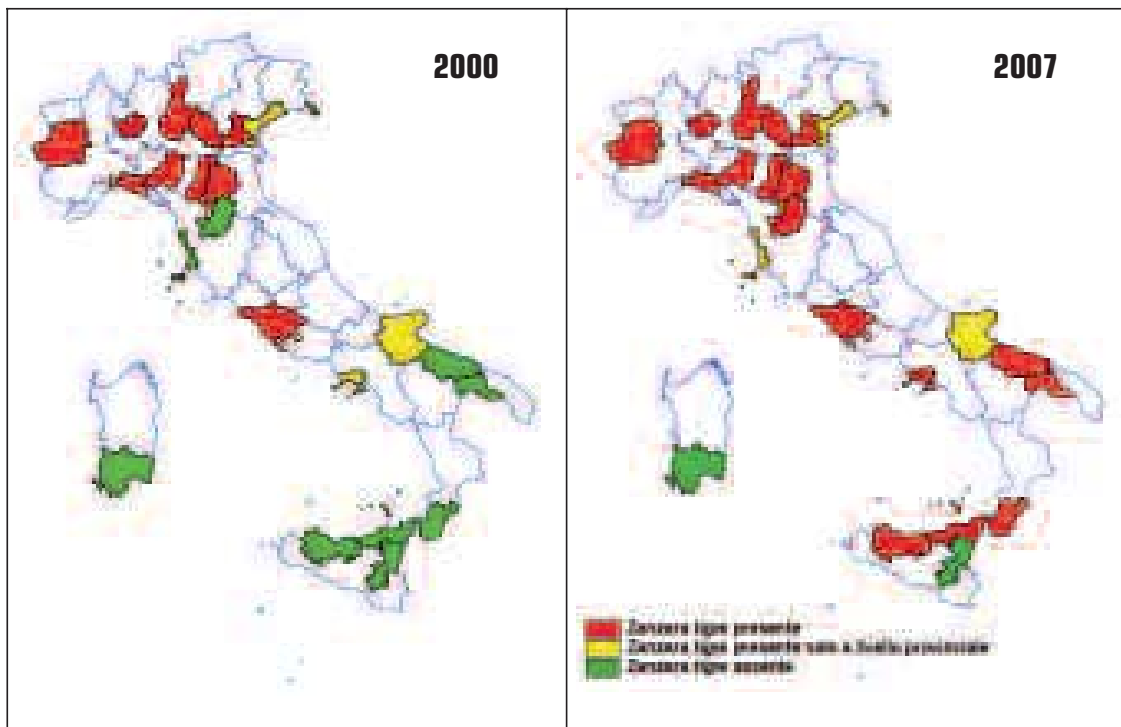 2000
2007
Zanzara tigre presente
Zanzara tigre presente solo a livello provinciale
Zanzara tigre assente